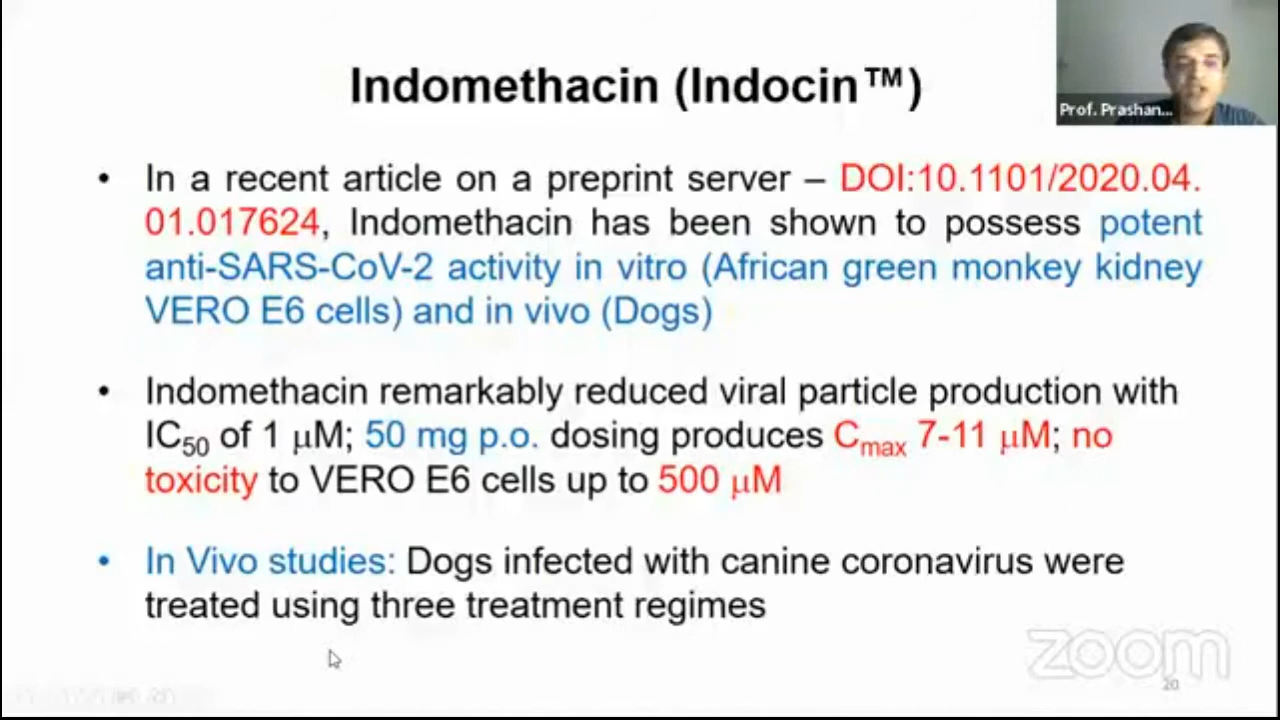 Indomethacin (Indocin™)
Prof. Prashan...
• In a recent article on a preprint server – DOI:10.1101/2020.04.
01.017624, Indomethacin has been shown to possess potent
anti-SARS-CoV-2 activity in vitro (African green monkey kidney
VERO E6 cells) and in vivo (Dogs)
• Indomethacin remarkably reduced viral particle production with
IC50 of 1 μM; 50 mg p.o. dosing produces Cmax 7-11 μM; no
toxicity to VERO E6 cells up to 500 μM
• In Vivo studies: Dogs infected with canine coronavirus were
treated using three treatment regimes
zoom
20